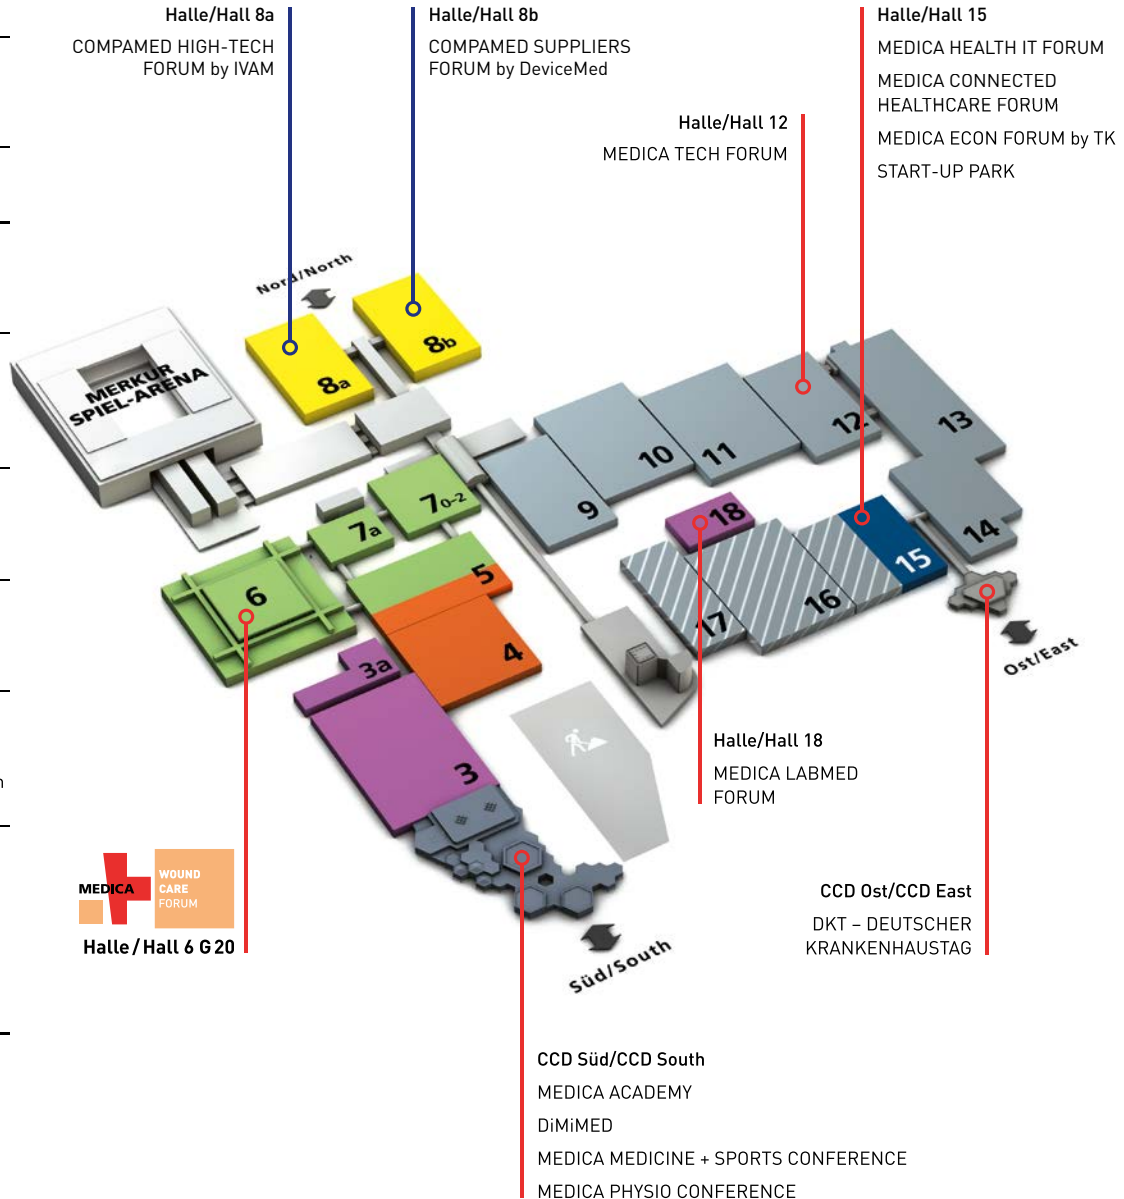 Halle/Hall 8a
COMPAMED HIGH-TECH
FORUM by IVAM
Halle/Hall 8b
COMPAMED SUPPLIERS
FORUM by DeviceMed
Halle/Hall 15
MEDICA HEALTH IT FORUM
MEDICA CONNECTED
HEALTHCARE FORUM
MEDICA ECON FORUM by TK
START-UP PARK
Halle/Hall 12
MEDICA TECH FORUM
Nord/North
MERKUR
SPIEL-ARENA
8a
8b
9
10
11
12
13
14
15
16
17
18
7a
70-2
6
5
4
3a
3
Ost/East
Halle/Hall 18
MEDICA LABMED
FORUM
n
MEDICA
WOUND
CARE
FORUM
Halle/Hall 6 G20
CCD Ost/CCD East
DKT – DEUTSCHER
KRANKENHAUSTAG
Süd/South
CCD Süd/CCD South
MEDICA ACADEMY
DiMiMED
MEDICA MEDICINE + SPORTS CONFERENCE
MEDICA PHYSIO CONFERENCE